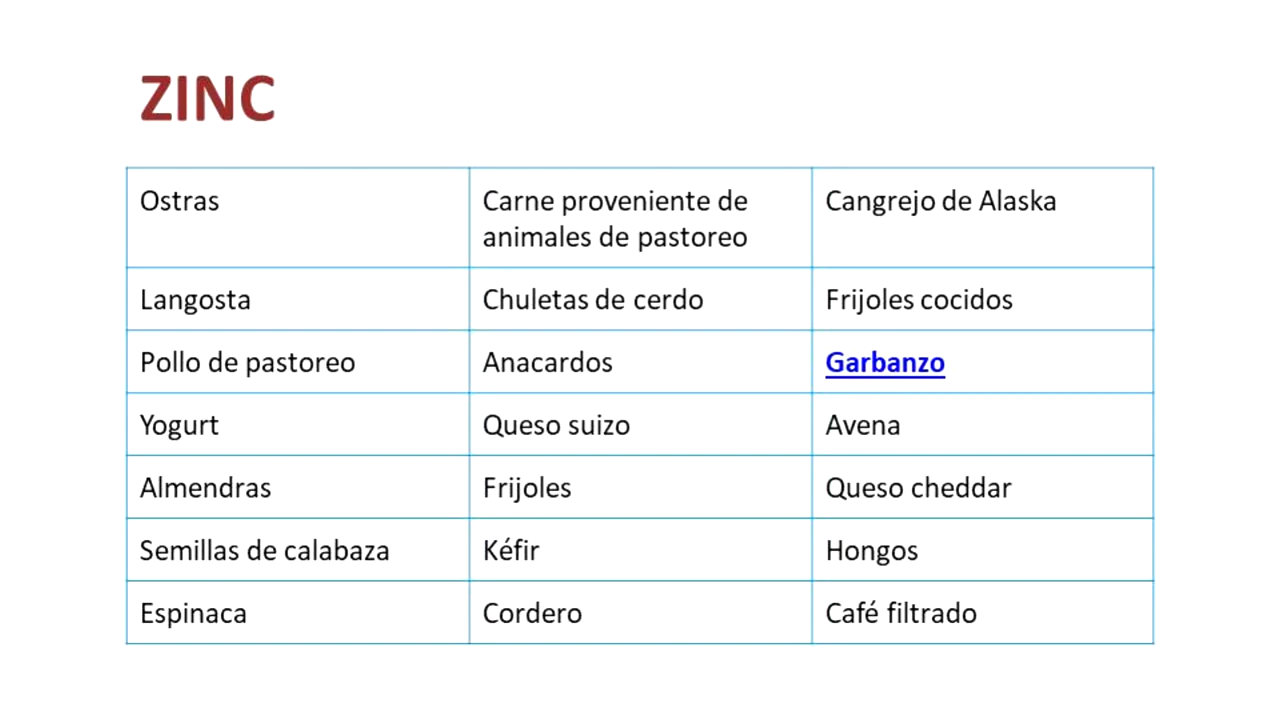 ZINC
Ostras
Carne proveniente de
animales de pastoreo
Cangrejo de Alaska
Langosta
Chuletas de cerdo
Frijoles cocidos
Pollo de pastoreo
Anacardos
Garbanzo
Yogurt
Queso suizo
Avena
Almendras
Frijoles
Queso cheddar
Semillas de calabaza
Kéfir
Hongos
Espinaca
Cordero
Café filtrado